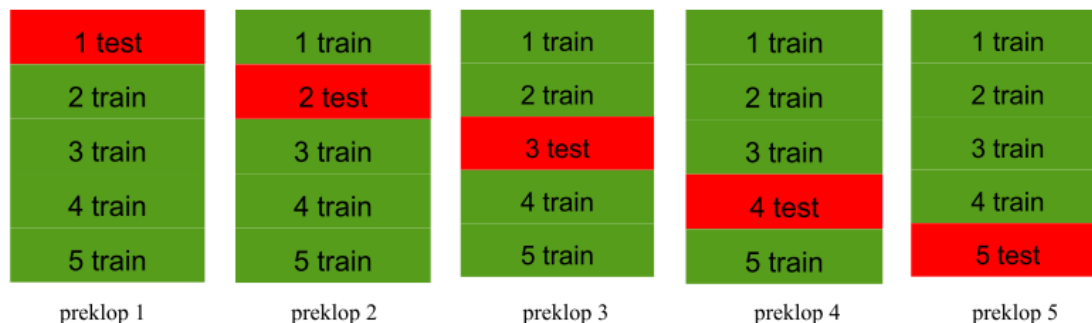 1 test
2 train
3 train
4 train
5 train
preklop 1
1 train
2 test
3 train
4 train
5 train
preklop 2
1 train
2 train
3 test
4 train
5 train
preklop 3
1 train
2 train
3 train
4 test
5 train
preklop 4
1 train
2 train
3 train
4 train
5 test
preklop 5